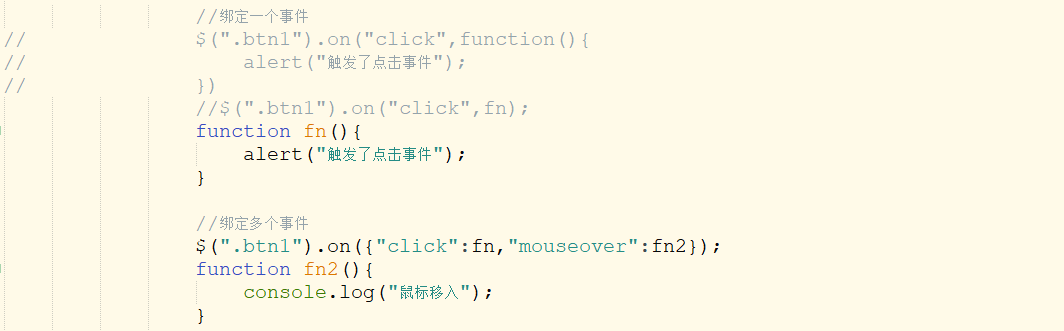 //绑定一个事件
// $(".btn1").on("click",function(){
// alert("触发了点击事件");
// })
//$(".btn1").on("click",fn);
function fn(){
alert("触发了点击事件");
}
//绑定多个事件
$(".btn1").on({"click":fn,"mouseover":fn2});
function fn2(){
console.log("鼠标移入");
}